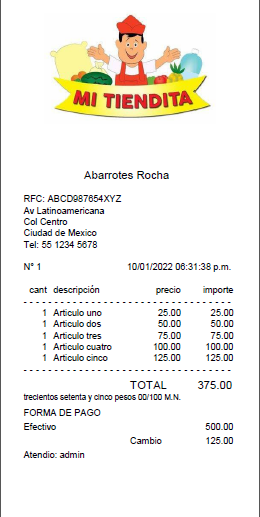 MI TIENDITA
Abarrotes Rocha
RFC: ABCD987654XYZ
Av Latinoamericana
Col Centro
Ciudad de Mexico
Tel: 55 1234 5678
N° 1 10/01/2022 06:31:38 p.m.
cant descripción precio importe
1 Articulo uno 25.00 25.00
1 Articulo dos 50.00 50.00
1 Articulo tres 75.00 75.00
1 Articulo cuatro 100.00 100.00
1 Articulo cinco 125.00 125.00
TOTAL 375.00
trecientos setenta y cinco pesos 00/100 M.N.
FORMA DE PAGO
Efectivo 500.00
Cambio 125.00
Atendio: admin